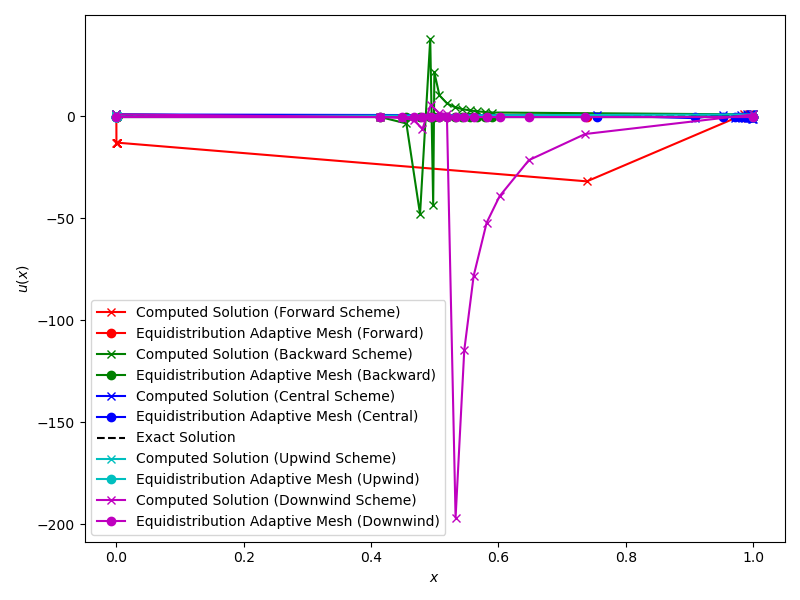 0
−50
−100
−150
−200
u(x)
Computed Solution (Forward Scheme)
Equidistribution Adaptive Mesh (Forward)
Computed Solution (Backward Scheme)
Equidistribution Adaptive Mesh (Backward)
Computed Solution (Central Scheme)
Equidistribution Adaptive Mesh (Central)
Exact Solution
Computed Solution (Upwind Scheme)
Equidistribution Adaptive Mesh (Upwind)
Computed Solution (Downwind Scheme)
Equidistribution Adaptive Mesh (Downwind)
0.0 0.2 0.4 0.6 0.8 1.0
x